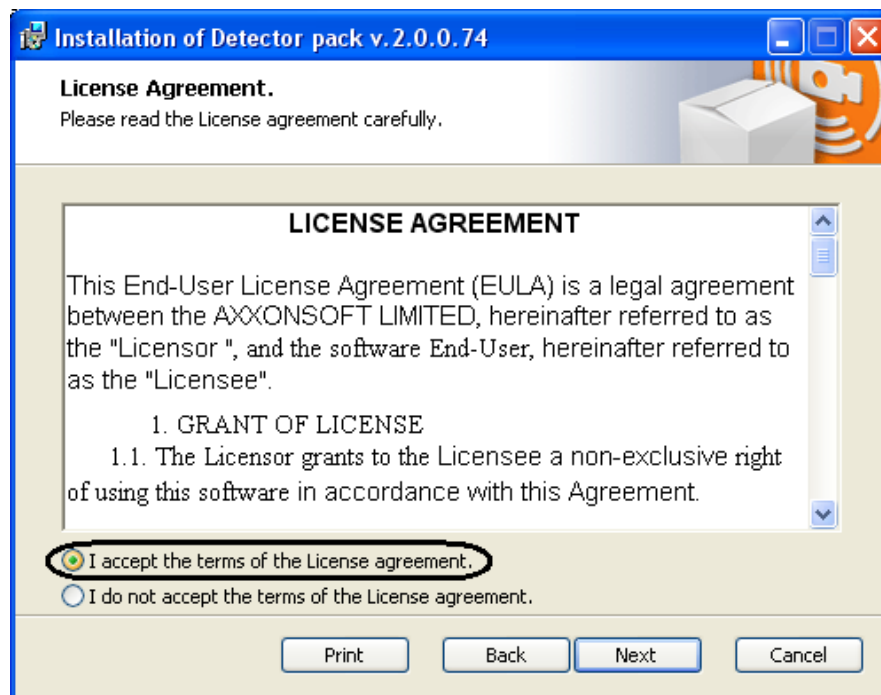 Installation of Detector pack v.2.0.0.74
License Agreement.
Please read the License agreement carefully.
LICENSE AGREEMENT
This End-User License Agreement (EULA) is a legal agreement
between the AXXONSOFT LIMITED, hereinafter referred to as
the "Licensor ", and the software End-User, hereinafter referred to
as the "Licensee".
1. GRANT OF LICENSE
1.1. The Licensor grants to the Licensee a non-exclusive right
of using this software in accordance with this Agreement.
I accept the terms of the License agreement.
I do not accept the terms of the License agreement.
Print Back Next Cancel